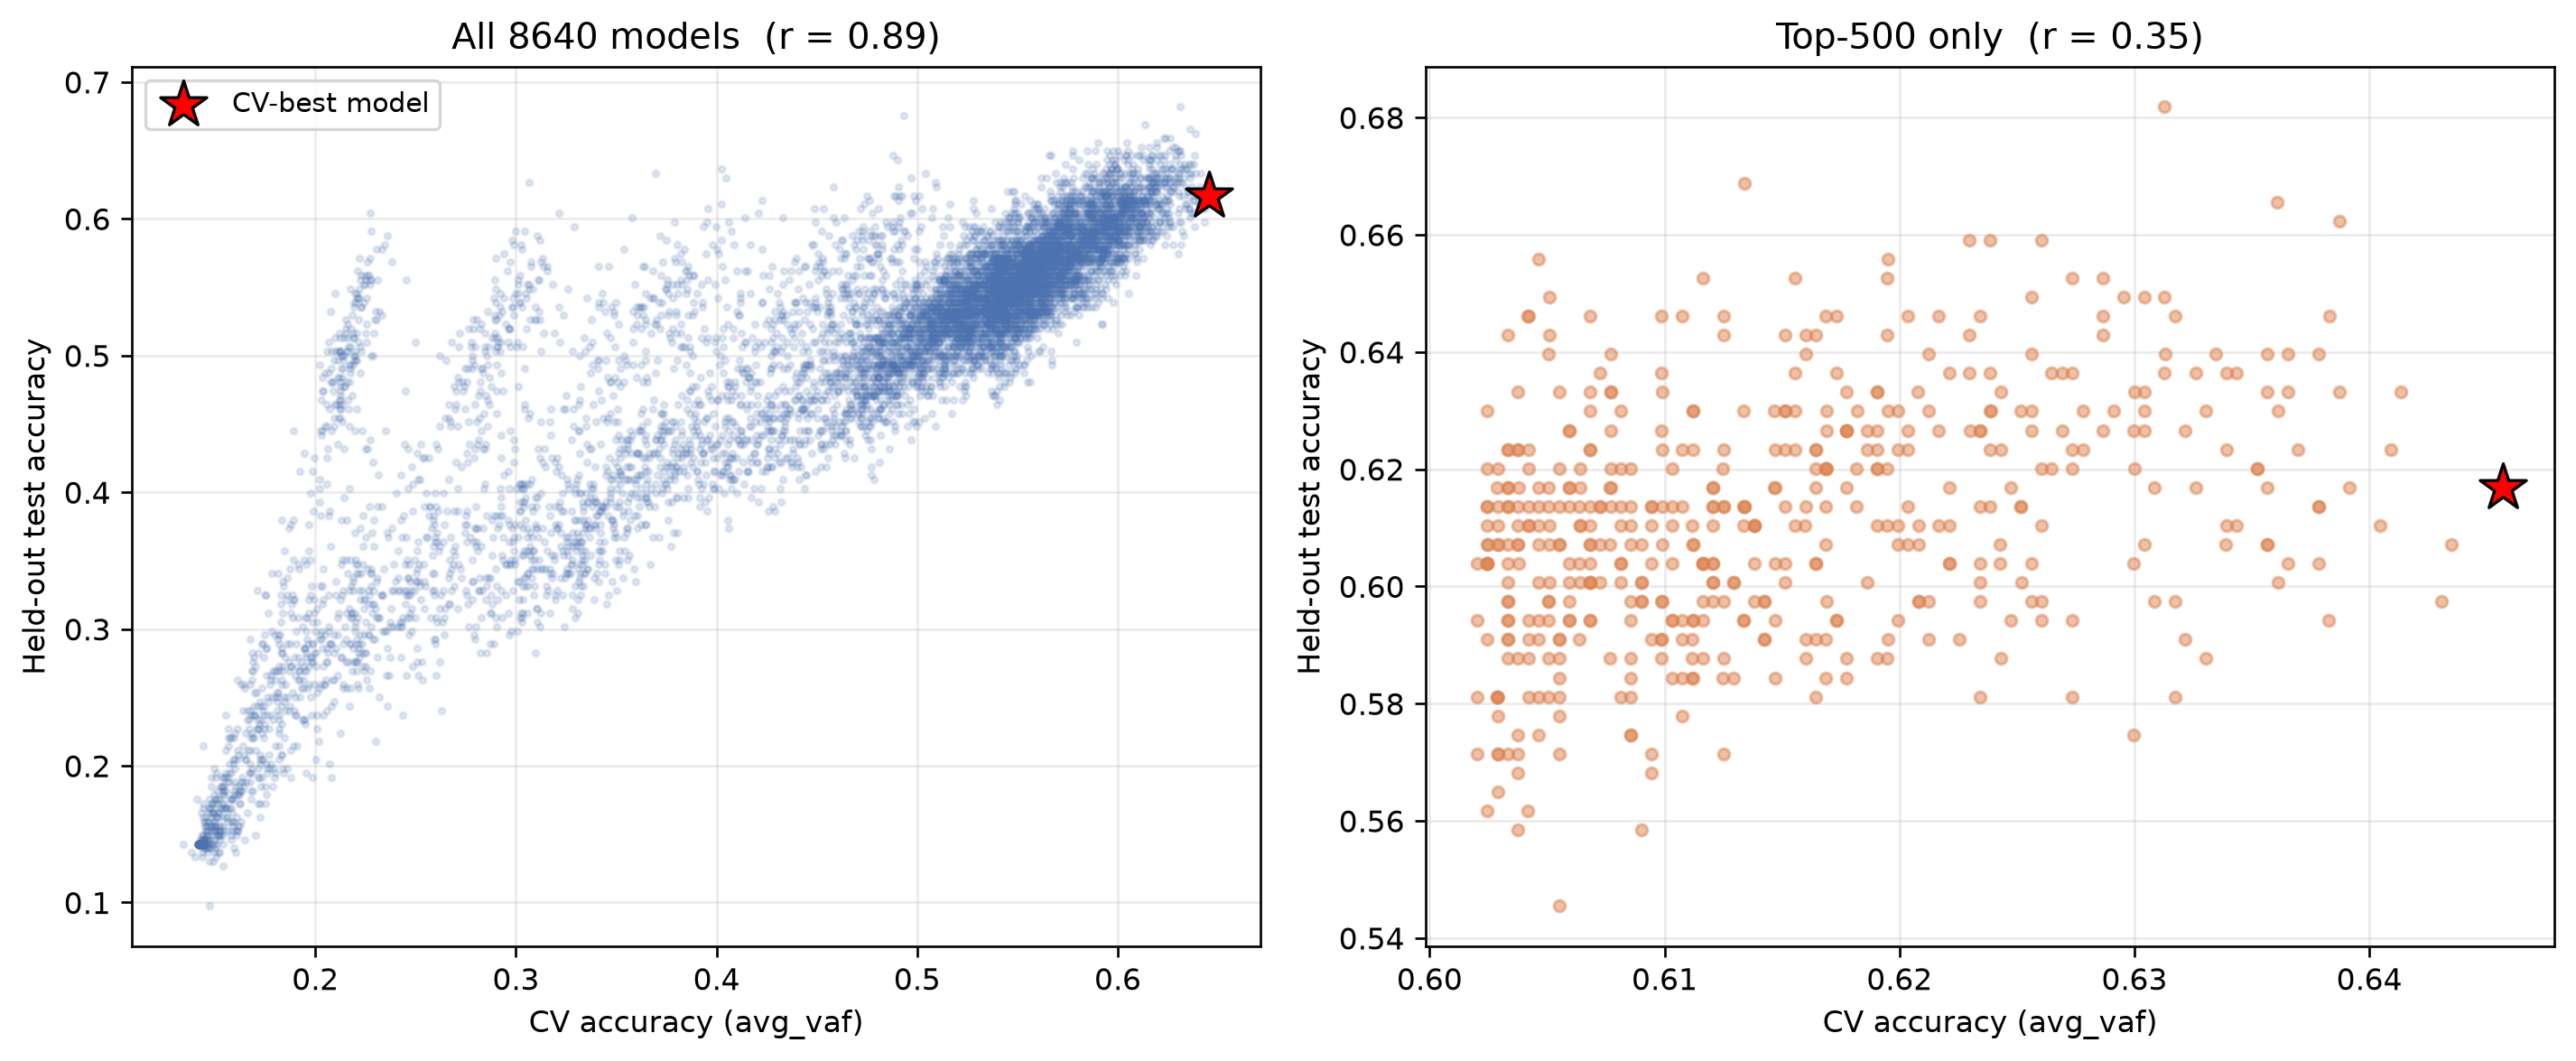 All 8640 models (r = 0.89)
CV-best model
0.7
0.6
0.5
0.4
0.3
0.2
0.1
Held-out test accuracy
0.2 0.3 0.4 0.5 0.6
CV accuracy (avg_vaf)
Top-500 only (r = 0.35)
0.68
0.66
0.64
0.62
0.60
0.58
0.56
0.54
Held-out test accuracy
0.60 0.61 0.62 0.63 0.64
CV accuracy (avg_vaf)